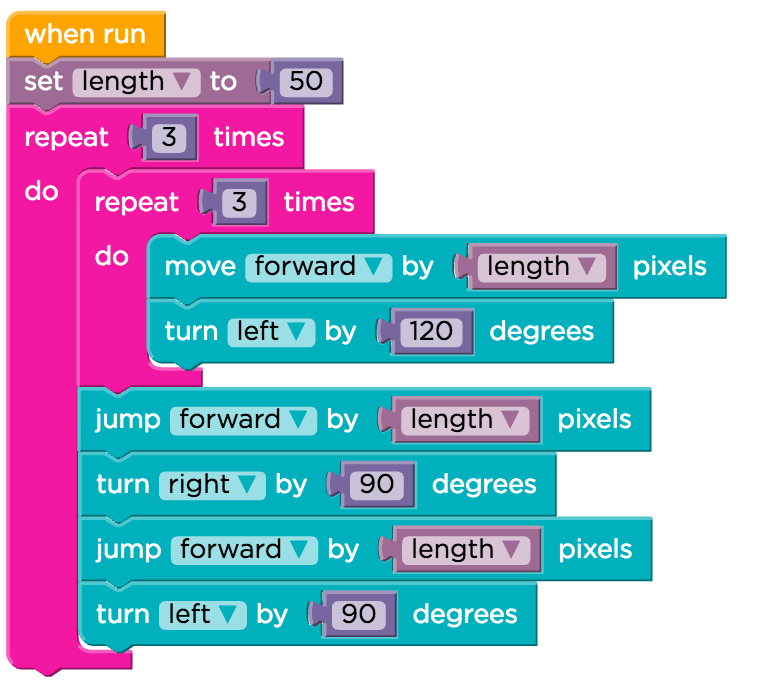 when run
set length ▼ to 50
repeat 3 times
do
repeat 3 times
do
move forward ▼ by length ▼ pixels
turn left ▼ by 120 degrees
jump forward ▼ by length ▼ pixels
turn right ▼ by 90 degrees
jump forward ▼ by length ▼ pixels
turn left ▼ by 90 degrees